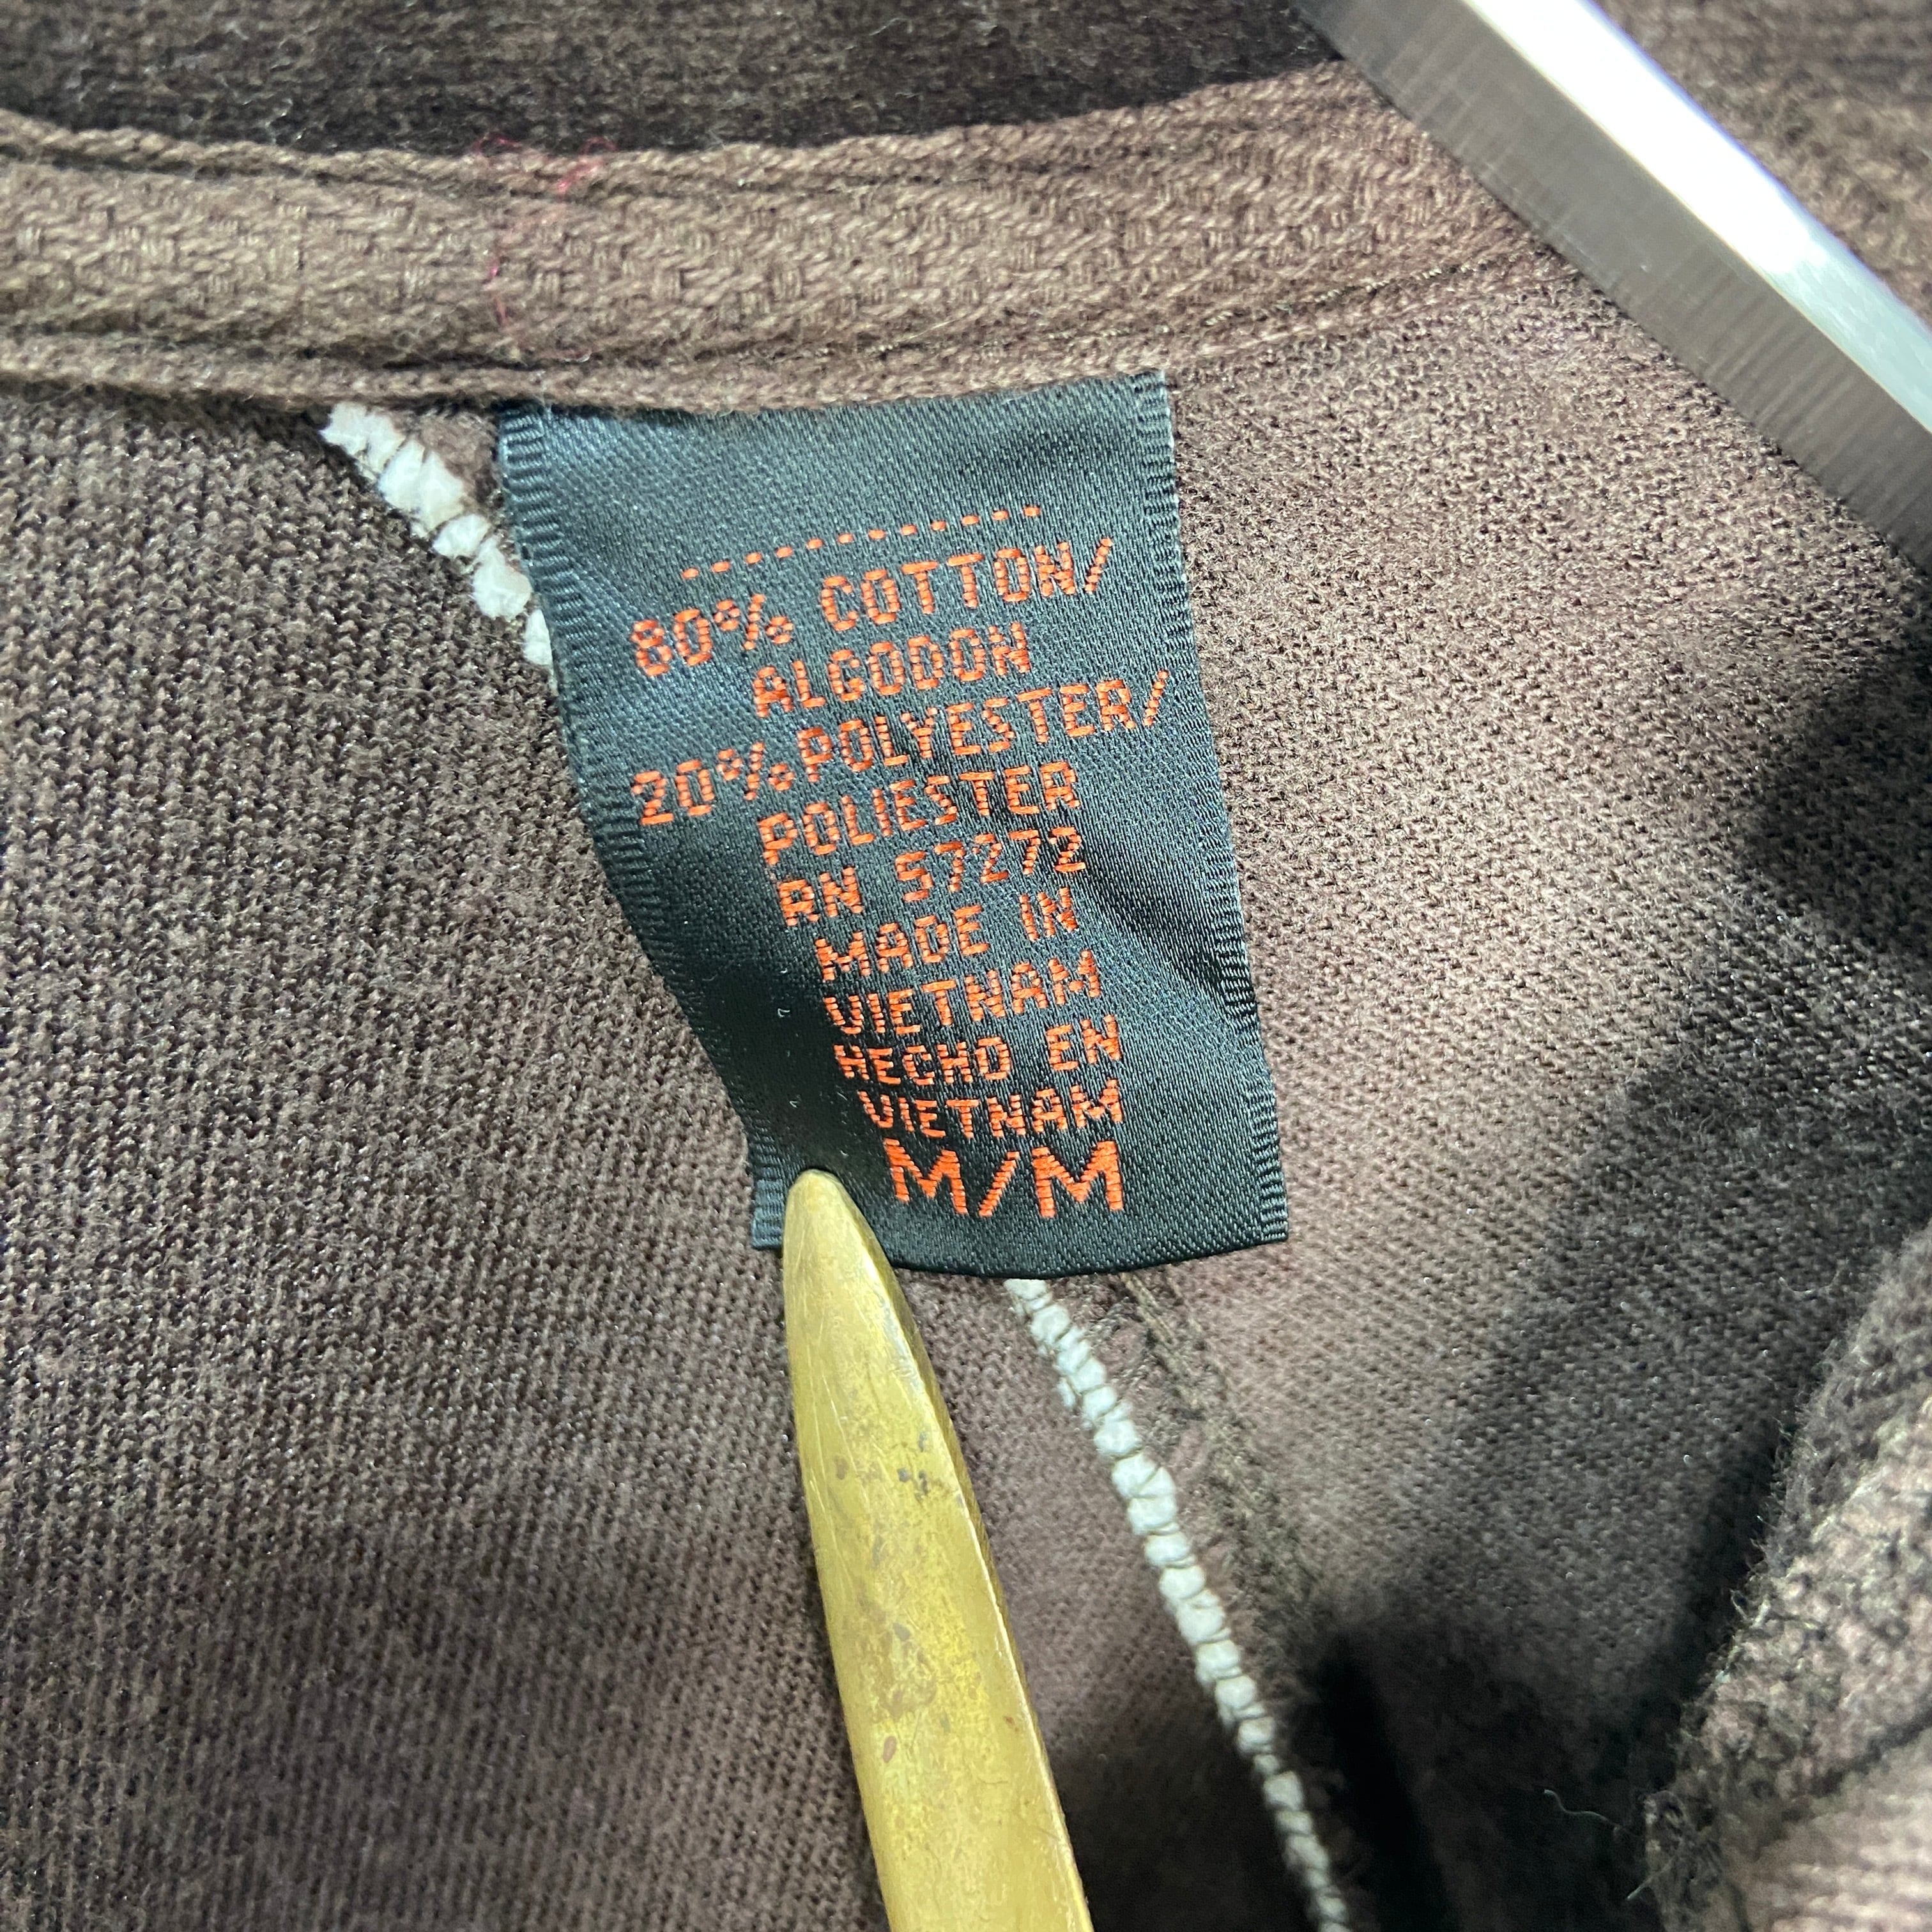 80% COTTON/
ALGODON
20% POLYESTER/
POLIESTER
RN 57272
MADE IN
VIETNAM
HECHO EN
VIETNAM
M/M